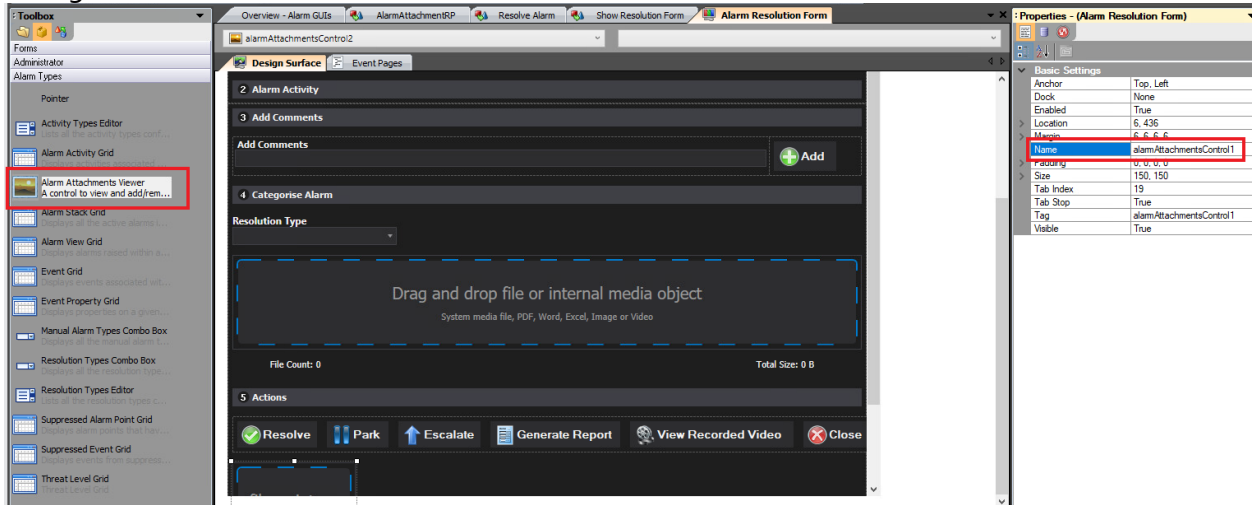 Toolbox
Forms
Administrator
Alarm Types
Pointer
Activity Types Editor
Lists all the activity types conf...
Alarm Activity Grid
Displays activities associated ...
Alarm Attachments Viewer
A control to view and add/rem...
Alarm Stack Grid
Displays all the active alarms i...
Alarm View Grid
Displays alarms raised within a...
Event Grid
Displays events associated wit...
Event Property Grid
Displays properties on a given...
Manual Alarm Types Combo Box
Displays all the manual alarm t...
Resolution Types Combo Box
Displays all the resolution type...
Resolution Types Editor
Lists all the resolution types c...
Suppressed Alarm Point Grid
Displays alarm points that hav...
Suppressed Event Grid
Displays events from suppress...
Threat Level Grid
Threat Level Grid
Overview - Alarm GUIs
AlarmAttachmentRP
Resolve Alarm
Show Resolution Form
Alarm Resolution Form
alarmAttachmentsControl2
Design Surface
Event Pages
2 Alarm Activity
3 Add Comments
Add Comments
Add
4 Categorise Alarm
Resolution Type
Drag and drop file or internal media object
System media file, PDF, Word, Excel, Image or Video
File Count: 0
Total Size: 0 B
5 Actions
Resolve
Park
Escalate
Generate Report
View Recorded Video
Close
Properties - (Alarm Resolution Form)
Basic Settings
Anchor Top, Left
Dock None
Enabled True
Location 6, 436
Margin 6, 6, 6, 6
Name alarmAttachmentsControl1
Padding 0, 0, 0, 0
Size 150, 150
Tab Index 19
Tab Stop True
Tag alarmAttachmentsControl1
Visible True